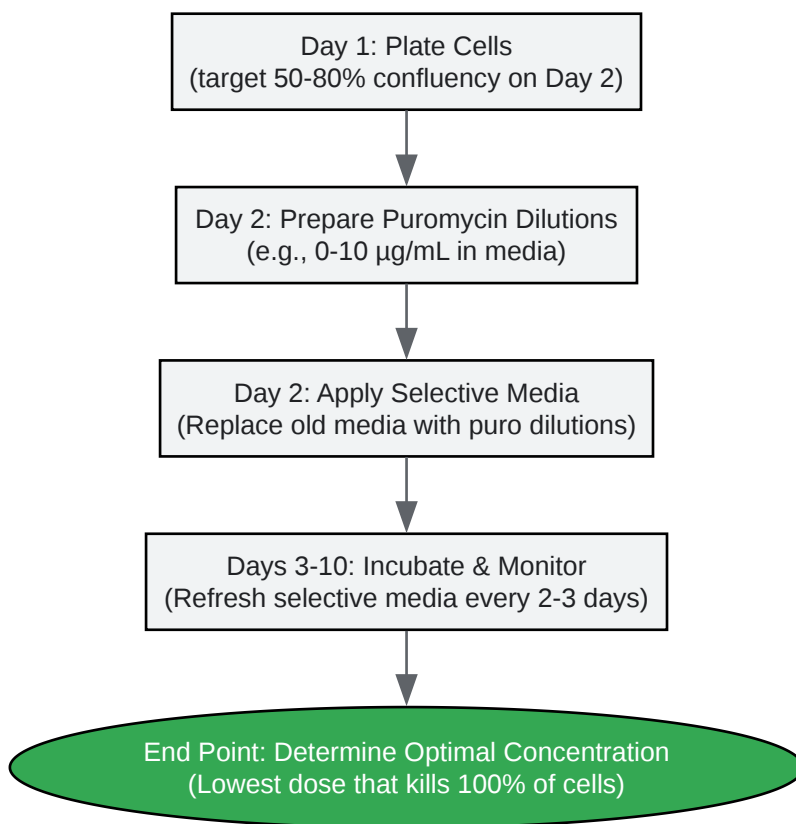 Day 1: Plate Cells
(target 50-80% confluency on Day 2)
Day 2: Prepare Puromycin Dilutions
(e.g., 0-10 µg/mL in media)
Day 2: Apply Selective Media
(Replace old media with puro dilutions)
Days 3-10: Incubate & Monitor
(Refresh selective media every 2-3 days)
End Point: Determine Optimal Concentration
(Lowest dose that kills 100% of cells)